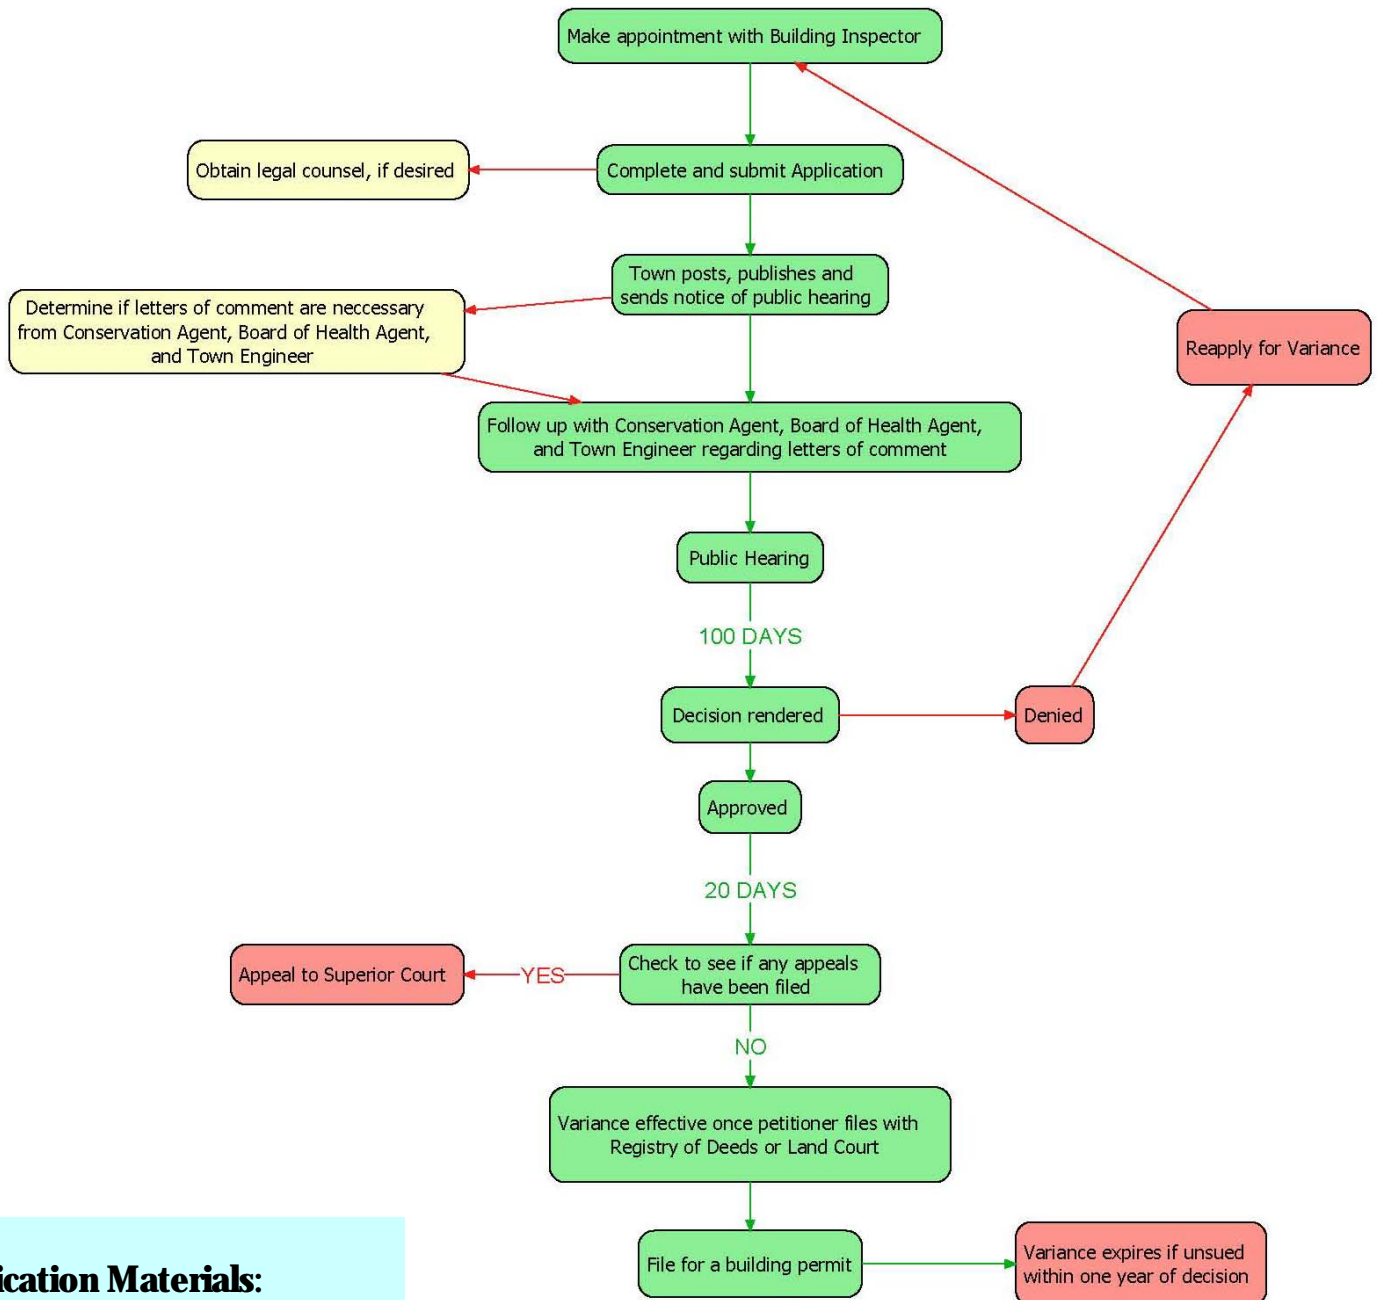 Make appointment with Building Inspector
Obtain legal counsel, if desired
Complete and submit Application
Town posts, publishes and
sends notice of public hearing
Determine if letters of comment are neccessary
from Conservation Agent, Board of Health Agent,
and Town Engineer
Reapply for Variance
Follow up with Conservation Agent, Board of Health Agent,
and Town Engineer regarding letters of comment
Public Hearing
100 DAYS
Decision rendered
Denied
Approved
20 DAYS
Appeal to Superior Court
YES
Check to see if any appeals
have been filed
NO
Variance effective once petitioner files with
Registry of Deeds or Land Court
File for a building permit
Variance expires if unsued
within one year of decision
ication Materials: